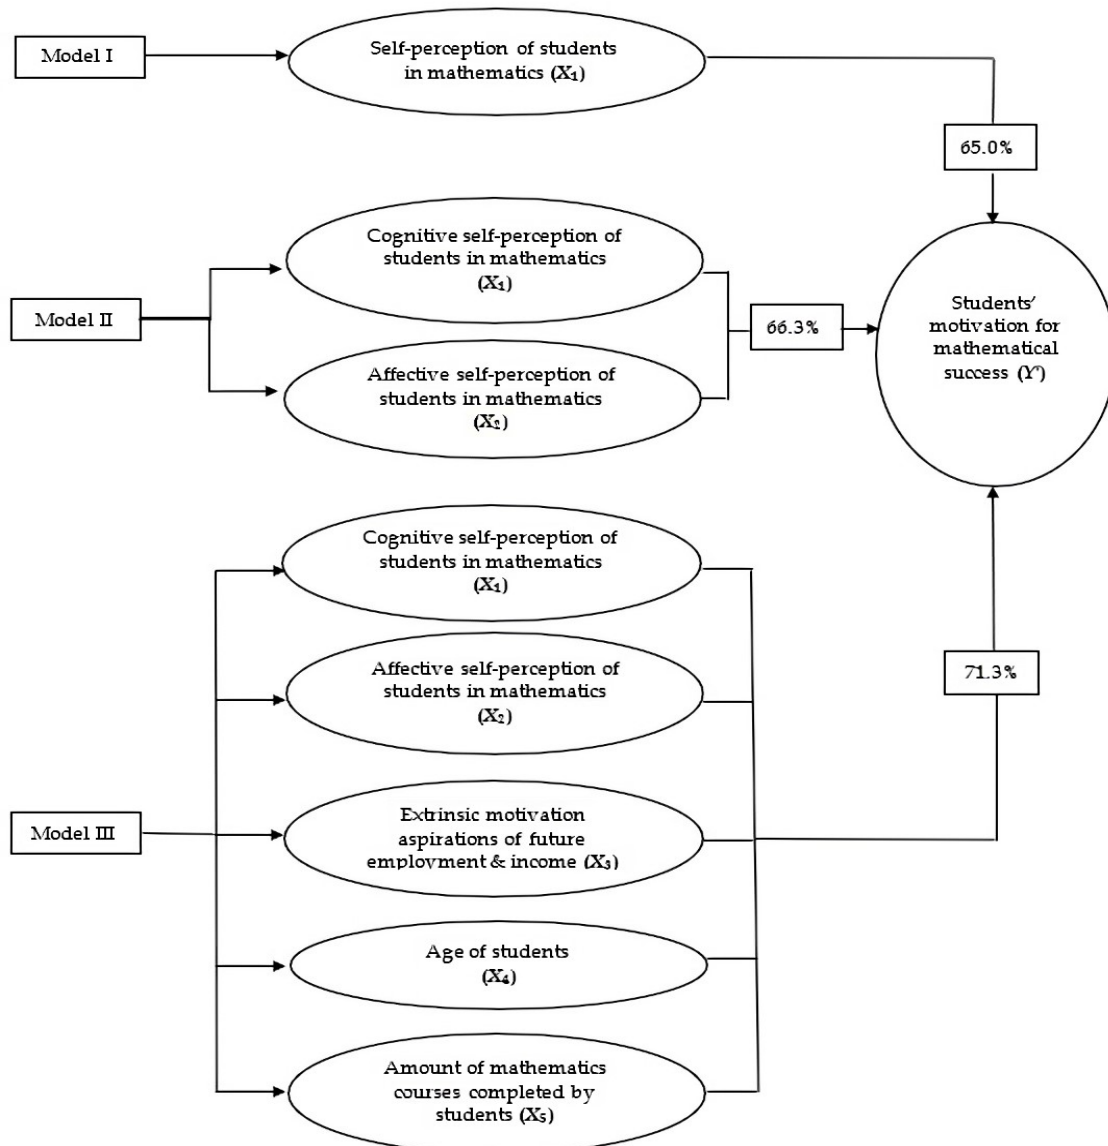 Model I
Self-perception of students
in mathematics (X₁)
65.0%
Cognitive self-perception of
students in mathematics
(X₁)
Model II
66.3%
Students'
motivation for
mathematical
success (Y)
Affective self-perception of
students in mathematics
(X₂)
Cognitive self-perception of
students in mathematics
(X₁)
Affective self-perception of
students in mathematics
(X₂)
71.3%
Model III
Extrinsic motivation
aspirations of future
employment & income (X₃)
Age of students
(X₄)
Amount of mathematics
courses completed by
students (X₅)